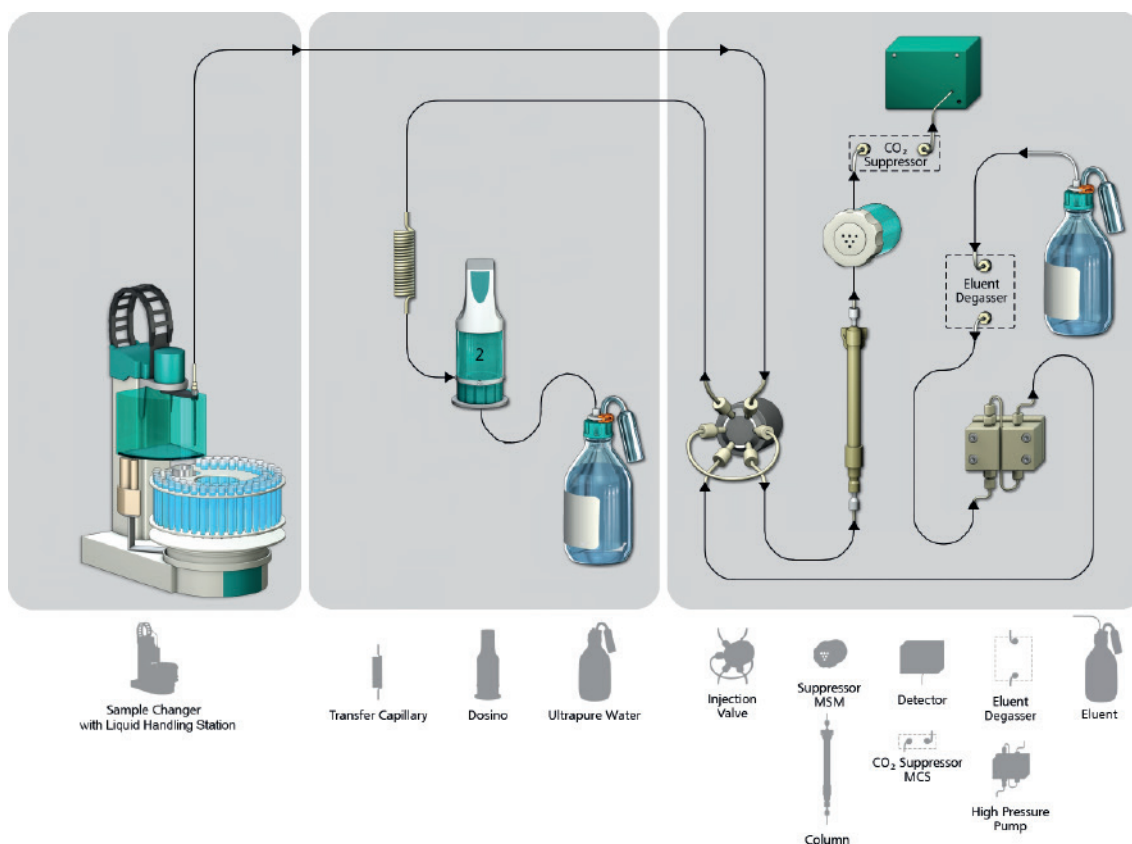 CO₂
Suppressor
Eluent
Degasser
2
Sample Changer
with Liquid Handling Station
Transfer Capillary
Dosino
Ultrapure Water
Injection
Valve
Suppressor
MSM
Detector
Eluent
Degasser
Eluent
CO₂ Suppressor
MCS
High Pressure
Pump
Column